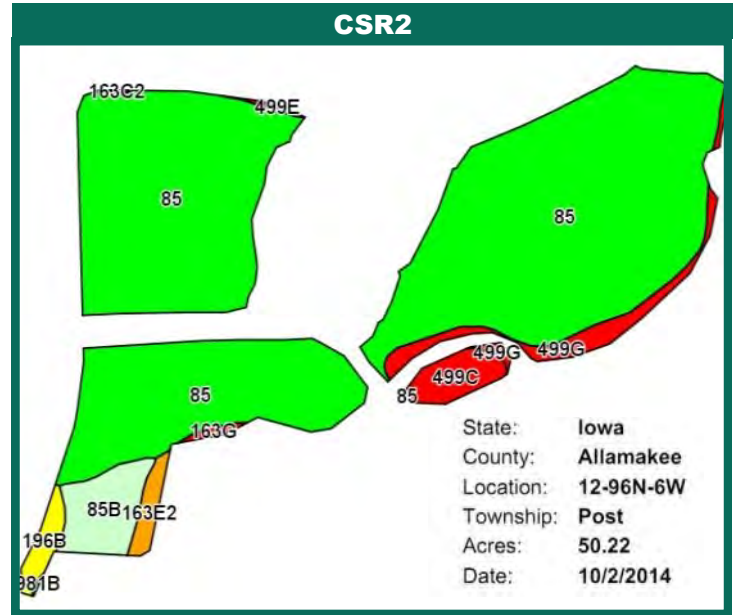 CSR2
163C2
499E
85
85
499G
499G
499C
85
85
163G
85B
163E2
196B
981B
State: Iowa
County: Allamakee
Location: 12-96N-6W
Township: Post
Acres: 50.22
Date: 10/2/2014